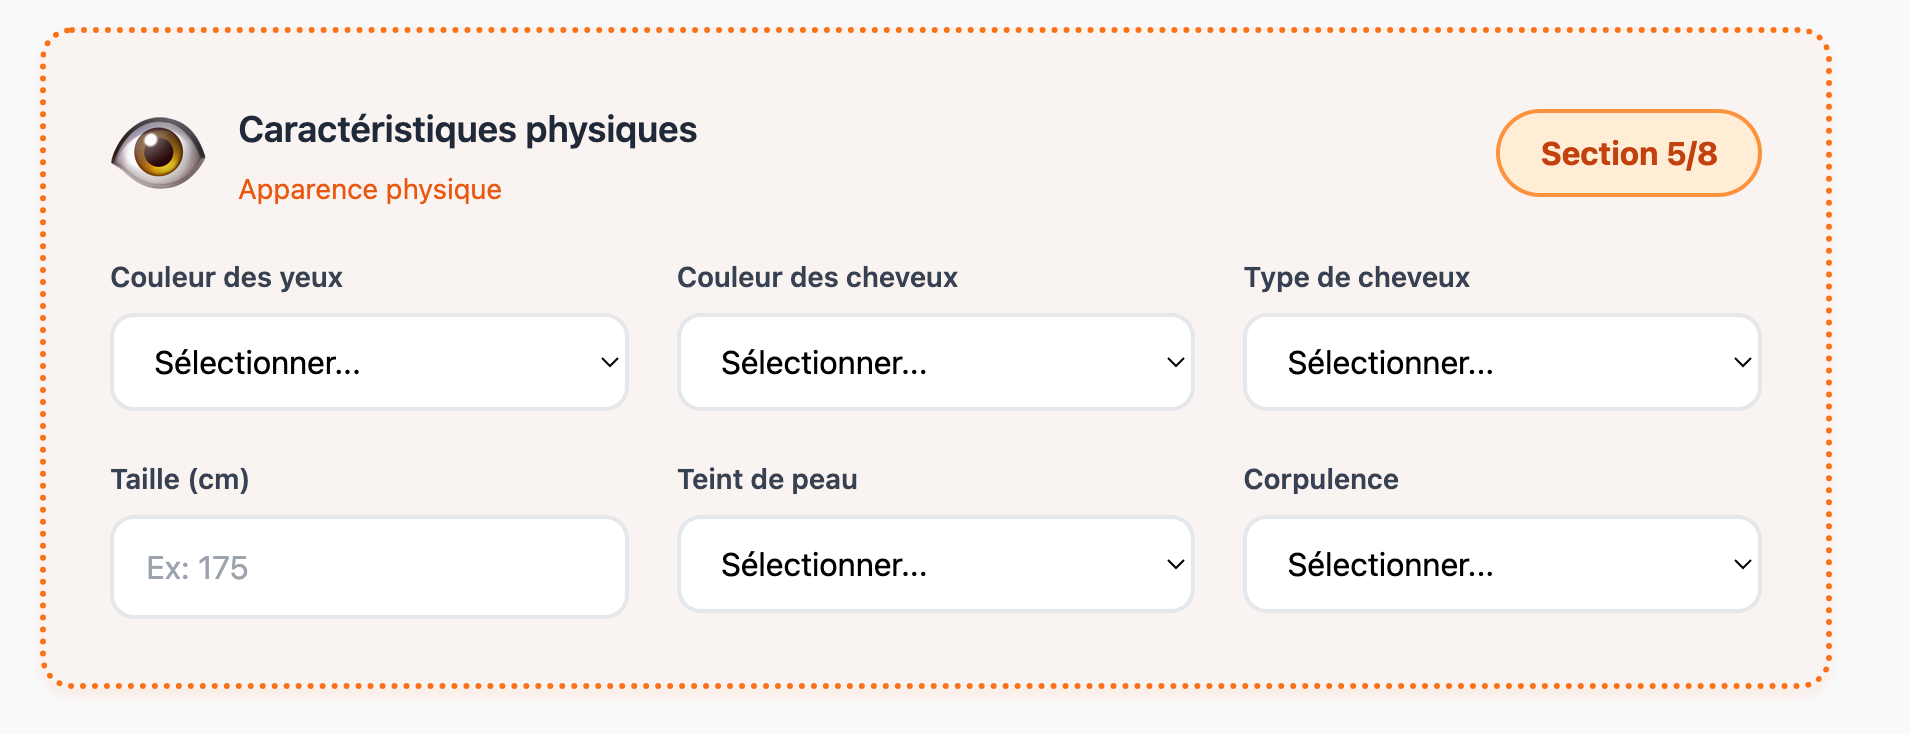 Caractéristiques physiques
Apparence physique
Section 5/8
Couleur des yeux
Couleur des cheveux
Type de cheveux
Sélectionner...
Sélectionner...
Sélectionner...
Taille (cm)
Teint de peau
Corpulence
Ex: 175
Sélectionner...
Sélectionner...